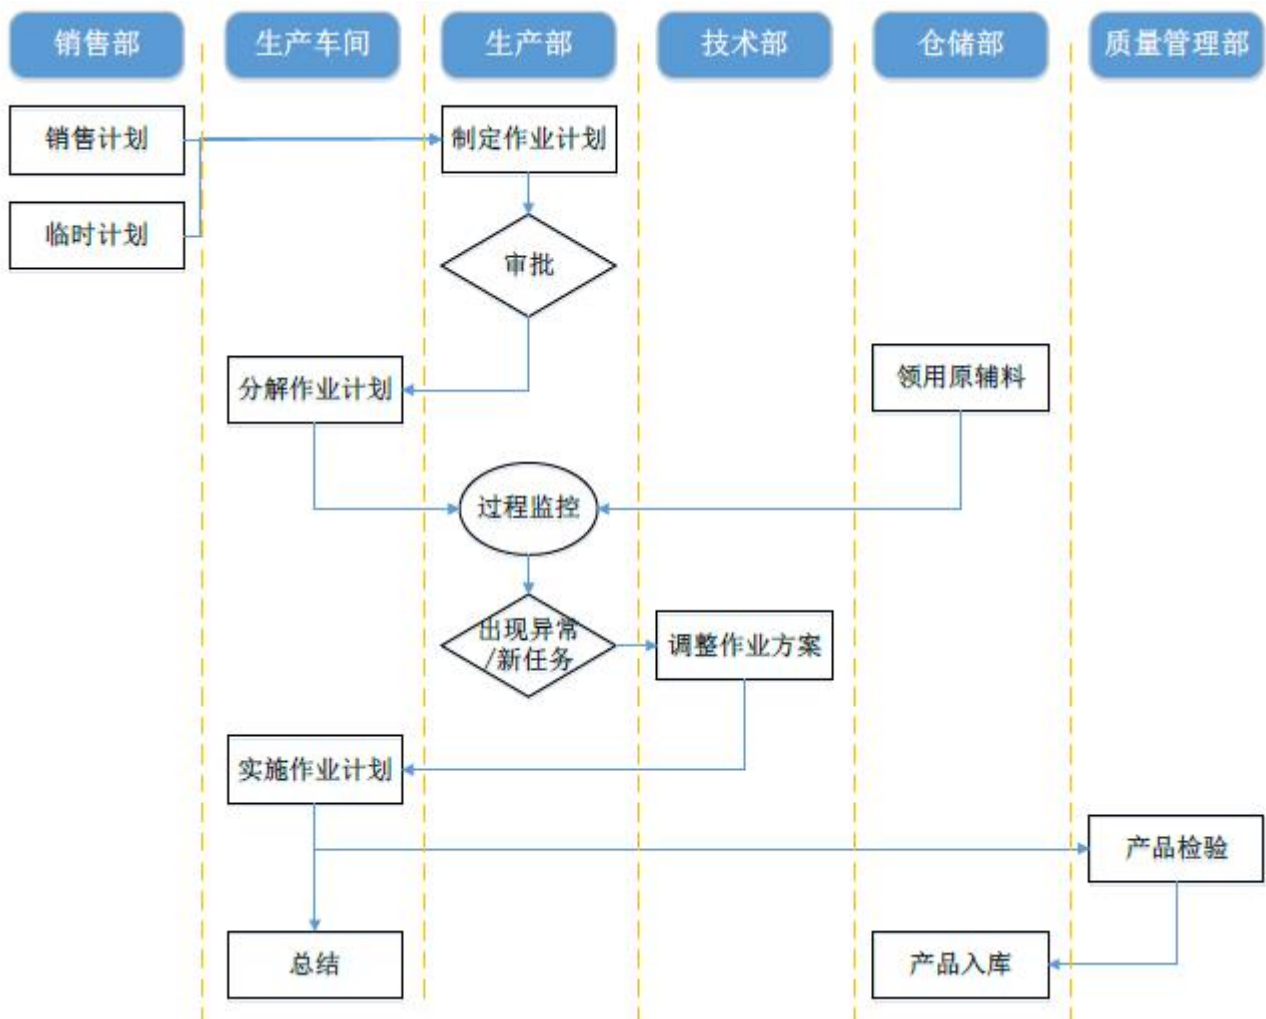 销售部
生产车间
生产部
技术部
仓储部
质量管理部
销售计划
制定作业计划
临时计划
审批
分解作业计划
领用原辅料
过程监控
出现异常
/新任务
调整作业方案
实施作业计划
产品检验
总结
产品入库